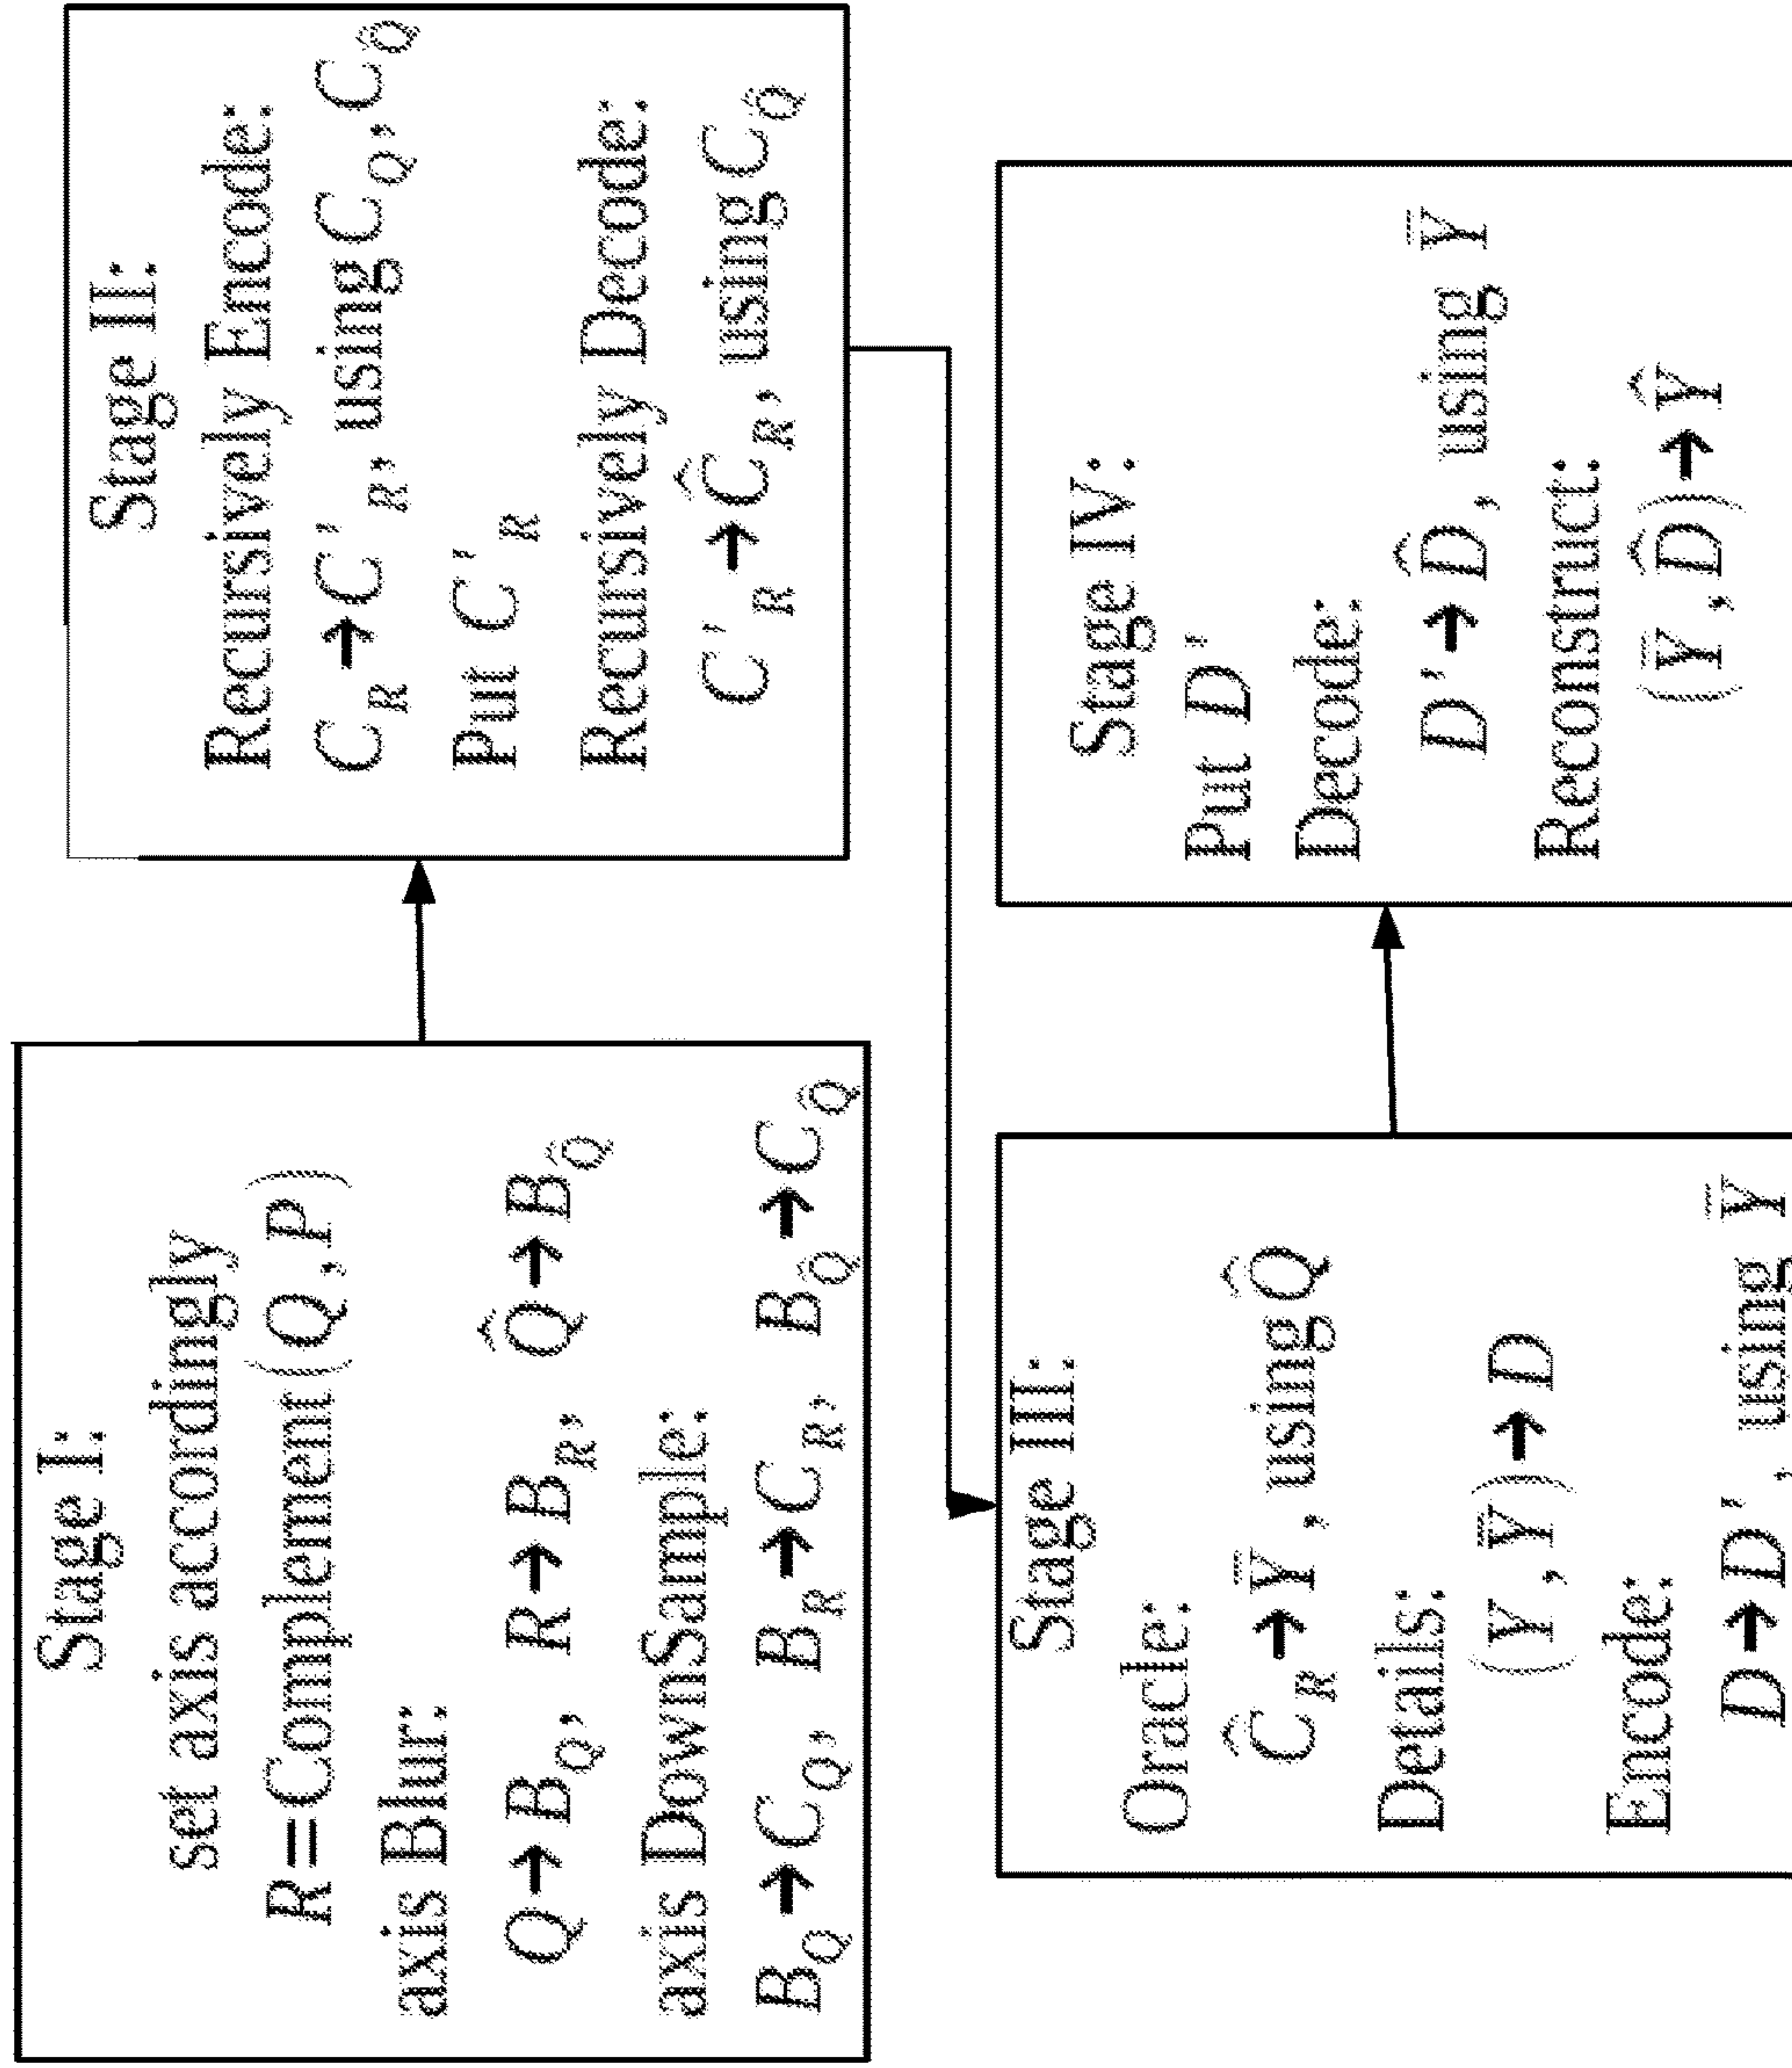 Stage I:
set axis accordingly
R=Complement(Q,P)
axis Blur:
Q→B_Q, R→B_R, Q̂→B_Q̂
axis DownSample:
B_Q→C_Q, B_R→C_R, B_Q̂→C_Q̂
Stage II:
Recursively Encode:
C_R→C'_R, using C_Q, C_Q̂
Put C'_R
Recursively Decode:
C'_R→Ĉ_R, using C_Q̂
Stage III:
Oracle:
Ĉ_R→Y̅, using Q̂
Details:
(Y,Y̅)→D
Encode:
D→D', using Y̅
Stage IV:
Put D'
Decode:
D'→D̂, using Y̅
Reconstruct:
(Y̅,D̂)→Ŷ